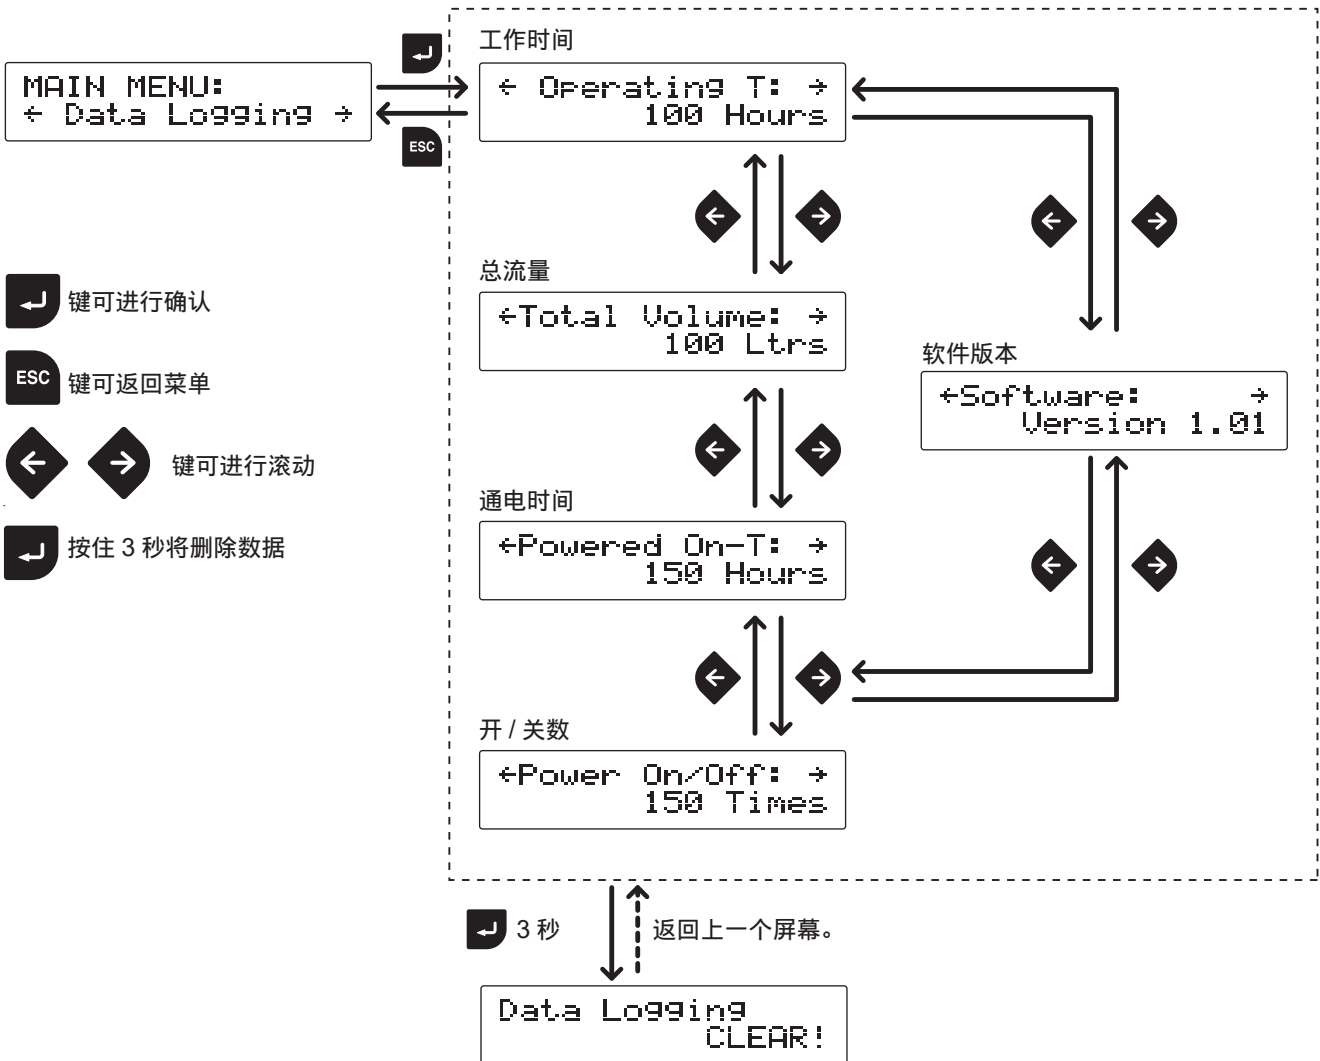 工作时间
MAIN MENU:
← Data Logging →
← Operating T: →
100 Hours
ESC
总流量
←Total Volume: →
100 Ltrs
键可进行确认
ESC 键可返回菜单
← → 键可进行滚动
按住 3 秒将删除数据
软件版本
←Software: →
Version 1.01
通电时间
←Powered On-T: →
150 Hours
开 / 关数
←Power On/Off: →
150 Times
3 秒
返回上一个屏幕。
Data Logging
CLEAR!